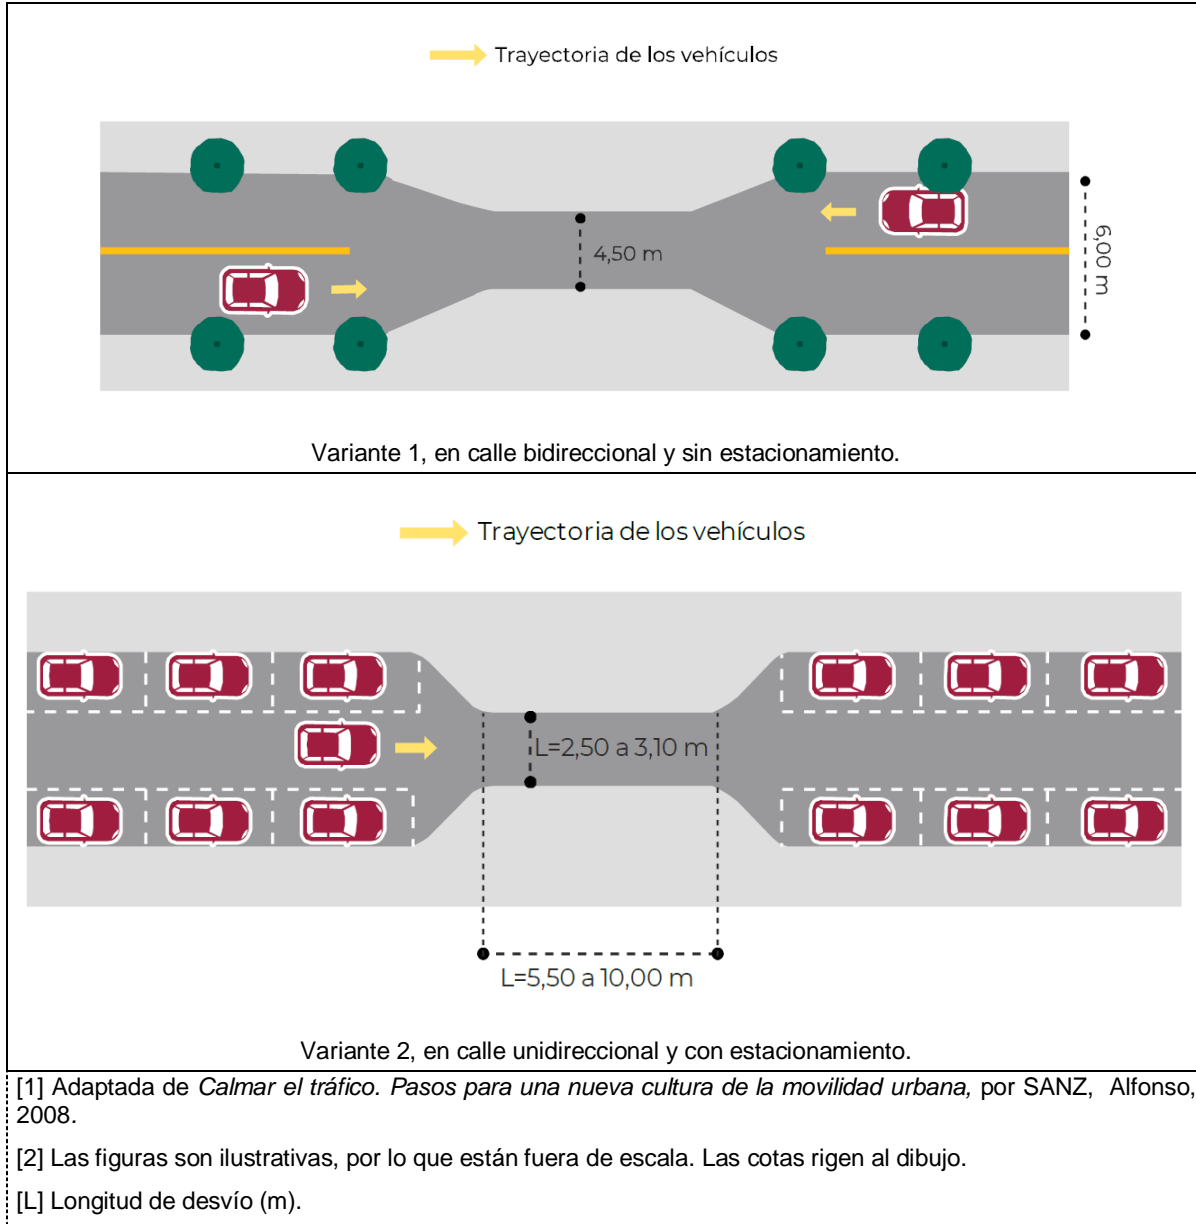 Trayectoria de los vehículos
4,50 m
6,00 m
Variante 1, en calle bidireccional y sin estacionamiento.
Trayectoria de los vehículos
L=2,50 a 3,10 m
L=5,50 a 10,00 m
Variante 2, en calle unidireccional y con estacionamiento.
[1] Adaptada de Calmar el tráfico. Pasos para una nueva cultura de la movilidad urbana, por SANZ, Alfonso,
2008.
[2] Las figuras son ilustrativas, por lo que están fuera de escala. Las cotas rigen al dibujo.
[L] Longitud de desvío (m).